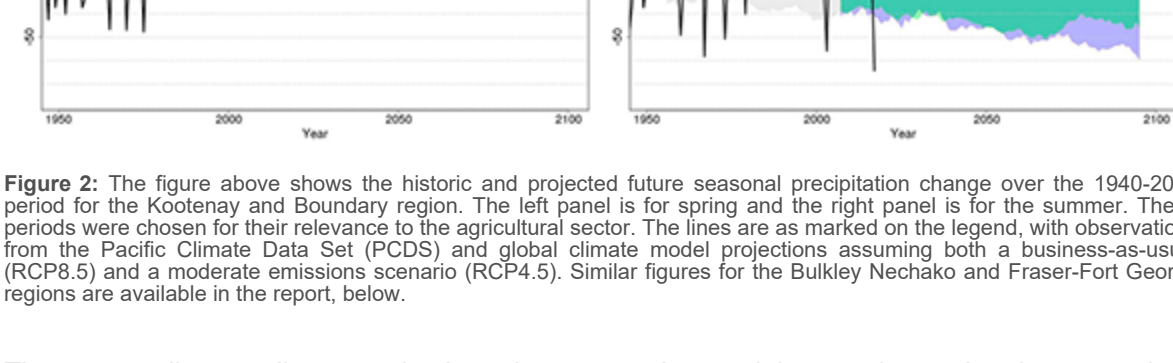 -50
-50
1950 2000 2050 2100
1950 2000 2050 2100
Year
Year
Figure 2: The figure above shows the historic and projected future seasonal precipitation change over the 1940-20
period for the Kootenay and Boundary region. The left panel is for spring and the right panel is for the summer. The
periods were chosen for their relevance to the agricultural sector. The lines are as marked on the legend, with observatio
from the Pacific Climate Data Set (PCDS) and global climate model projections assuming both a business-as-usu
(RCP8.5) and a moderate emissions scenario (RCP4.5). Similar figures for the Bulkley Nechako and Fraser-Fort Geor
regions are available in the report, below.